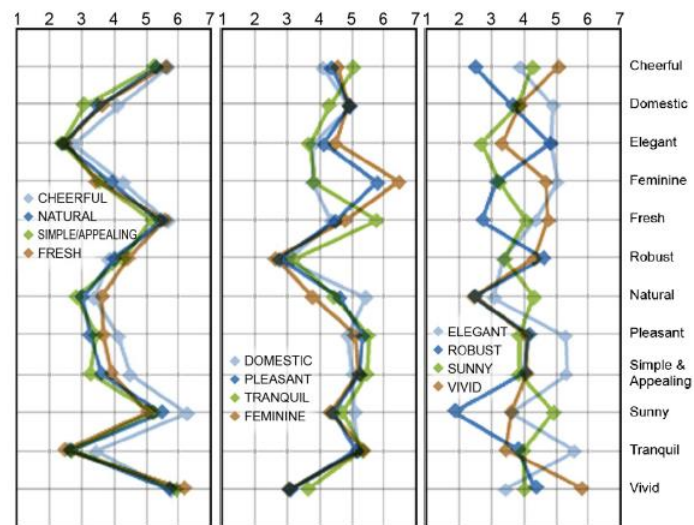 1 2 3 4 5 6 7
1 2 3 4 5 6 7
1 2 3 4 5 6 7
CHEERFUL
NATURAL
SIMPLE/APPEALING
FRESH
DOMESTIC
PLEASANT
TRANQUIL
FEMININE
ELEGANT
ROBUST
SUNNY
VIVID
Cheerful
Domestic
Elegant
Feminine
Fresh
Robust
Natural
Pleasant
Simple &
Appealing
Sunny
Tranquil
Vivid